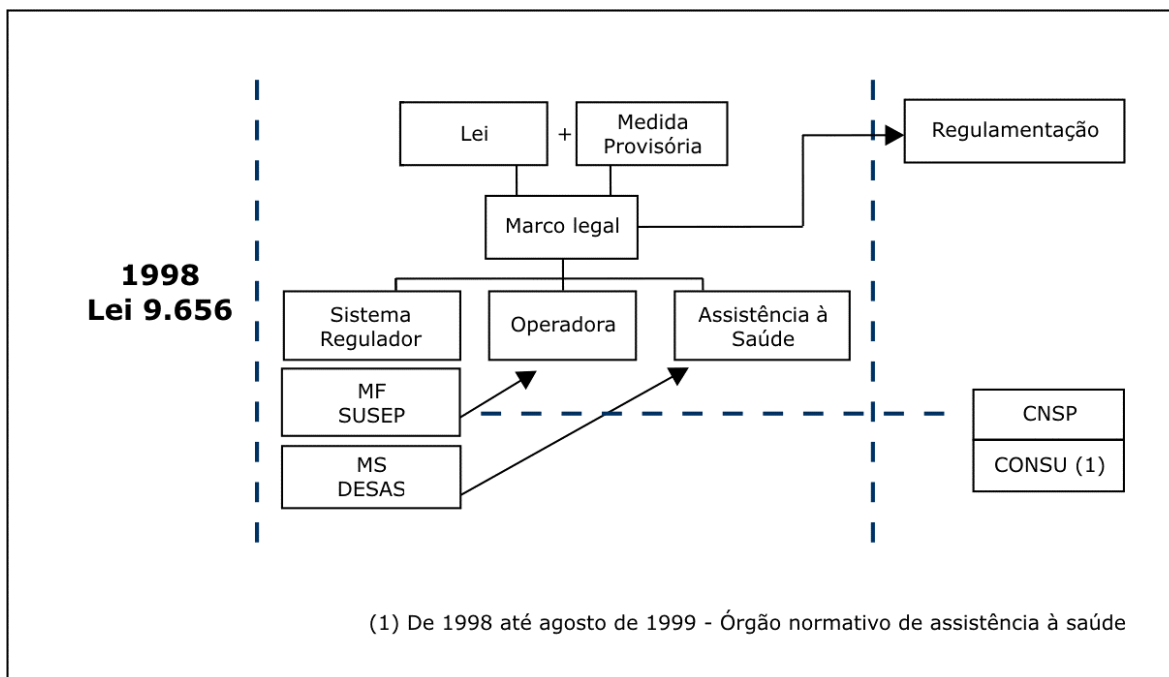 Lei
+
Medida
Provisória
Regulamentação
Marco legal
1998
Lei 9.656
Sistema
Regulador
Operadora
Assistência à
Saúde
MF
SUSEP
CNSP
MS
DESAS
CONSU (1)
(1) De 1998 até agosto de 1999 - Órgão normativo de assistência à saúde